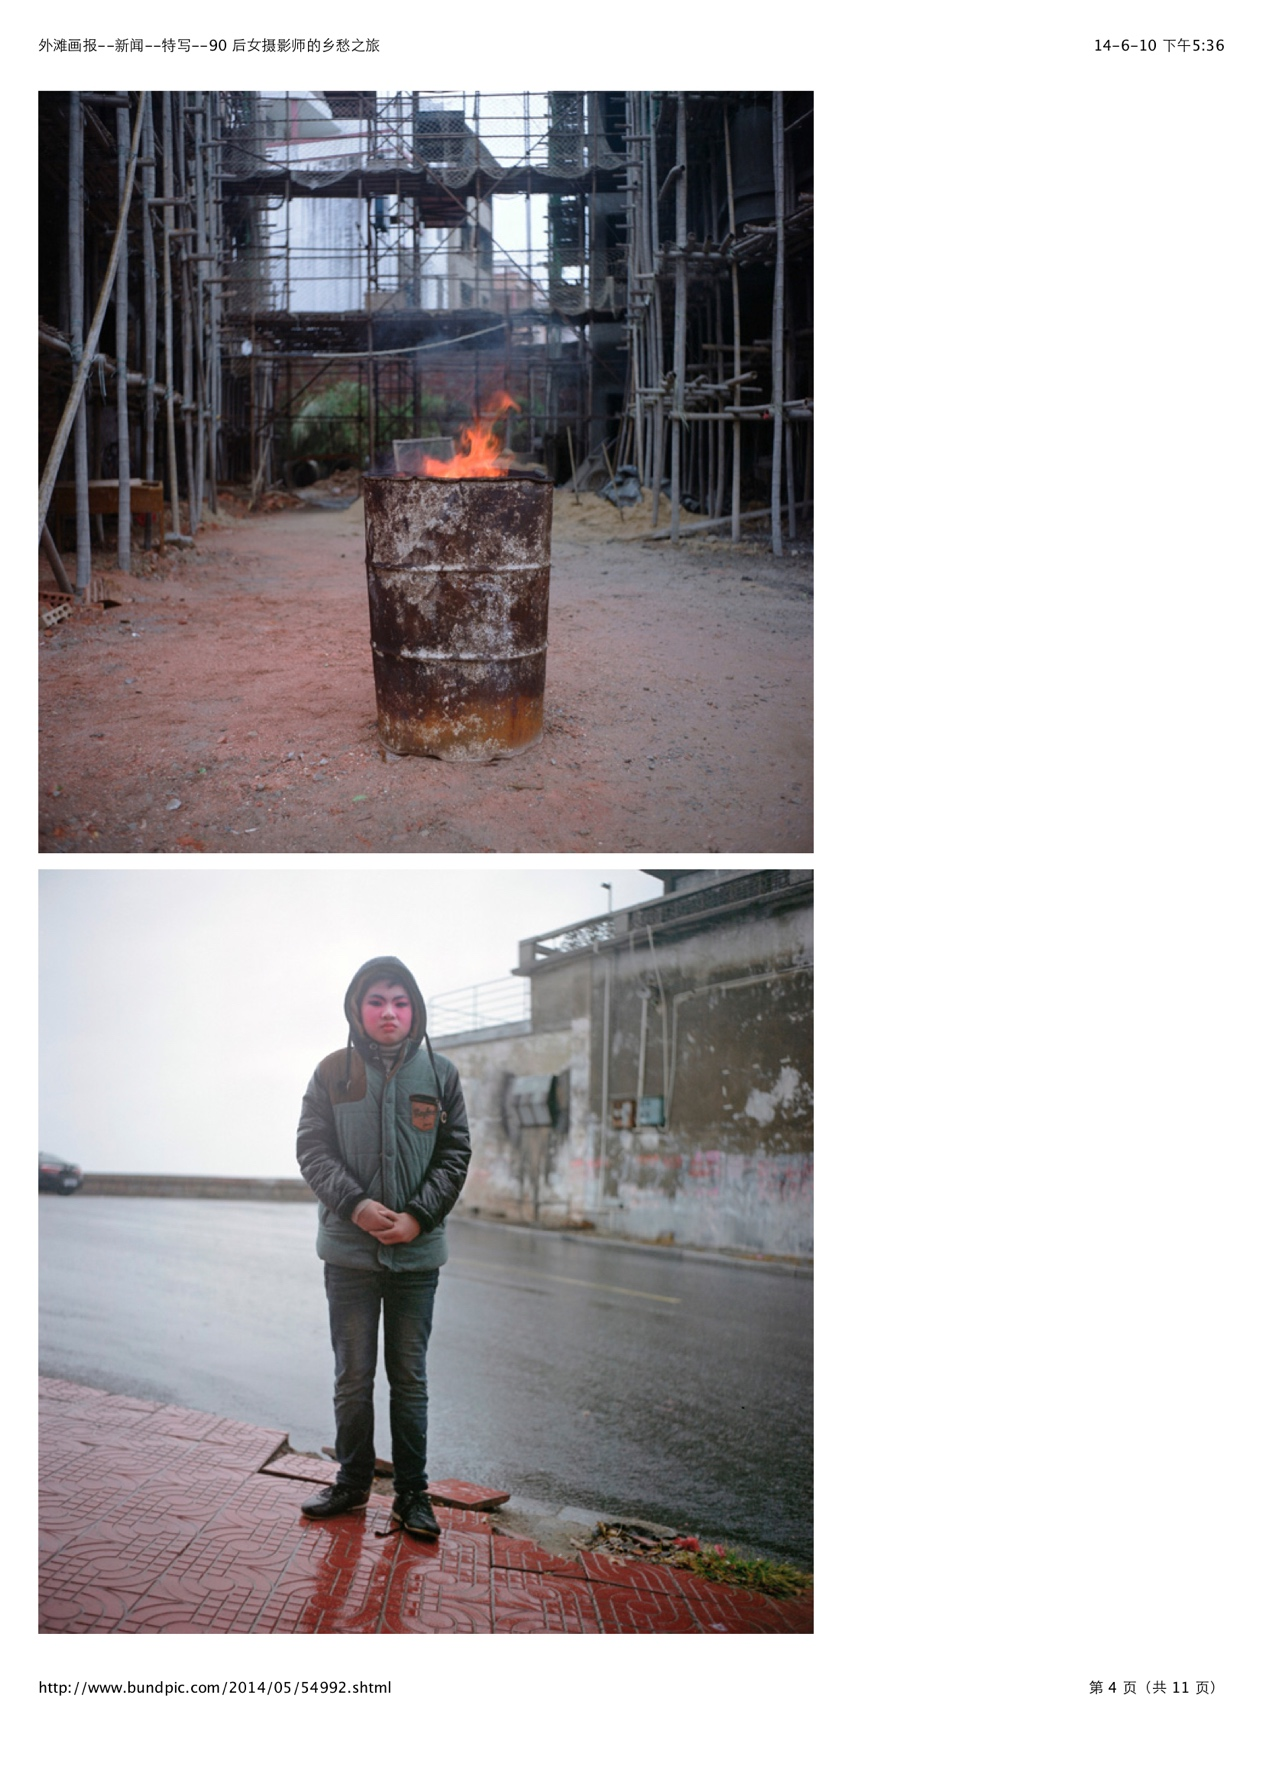 外滩画报--新闻--特写--90 后女摄影师的乡愁之旅
14-6-10 下午5:36
http://www.bundpic.com/2014/05/54992.shtml
第 4 页（共 11 页）